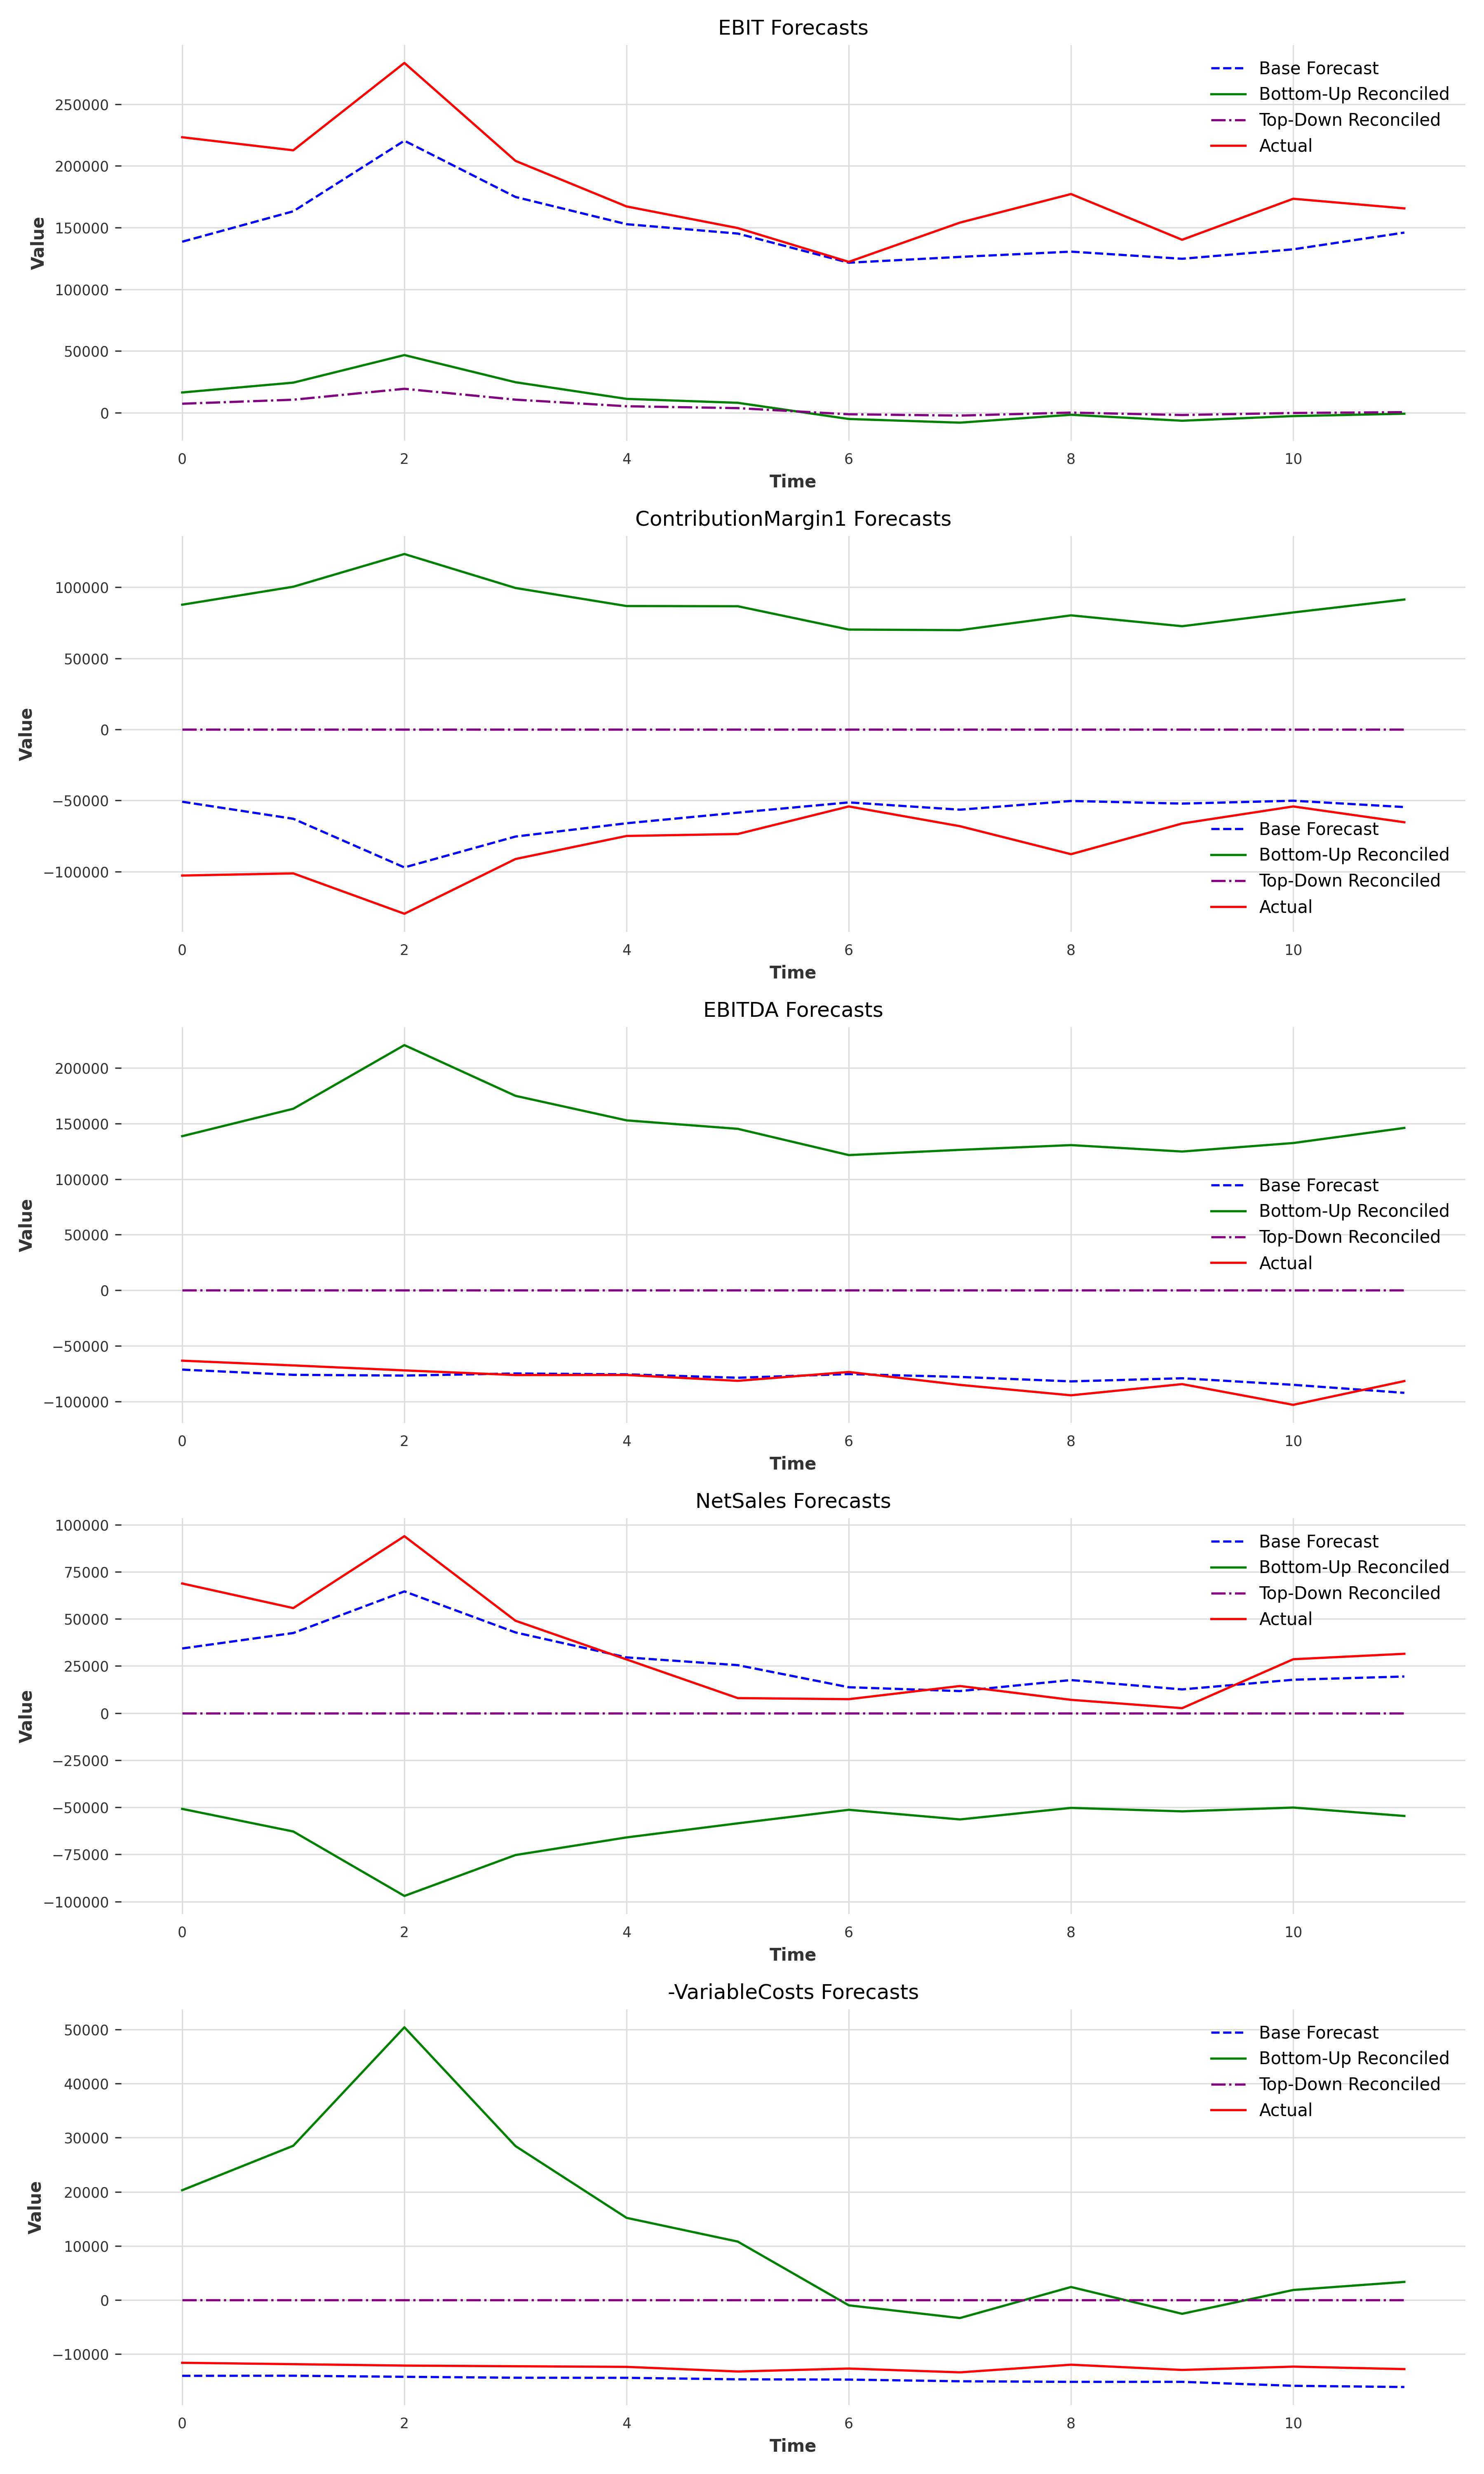 EBIT Forecasts
Base Forecast
Bottom-Up Reconciled
Top-Down Reconciled
Actual
250000
200000
150000
100000
50000
0
Value
0 2 4 6 8 10
Time
ContributionMargin1 Forecasts
100000
50000
0
−50000
−100000
Value
Base Forecast
Bottom-Up Reconciled
Top-Down Reconciled
Actual
0 2 4 6 8 10
Time
EBITDA Forecasts
200000
150000
100000
50000
0
−50000
−100000
Value
Base Forecast
Bottom-Up Reconciled
Top-Down Reconciled
Actual
0 2 4 6 8 10
Time
NetSales Forecasts
100000
75000
50000
25000
0
−25000
−50000
−75000
−100000
Value
Base Forecast
Bottom-Up Reconciled
Top-Down Reconciled
Actual
0 2 4 6 8 10
Time
-VariableCosts Forecasts
50000
40000
30000
20000
10000
0
−10000
Value
Base Forecast
Bottom-Up Reconciled
Top-Down Reconciled
Actual
0 2 4 6 8 10
Time